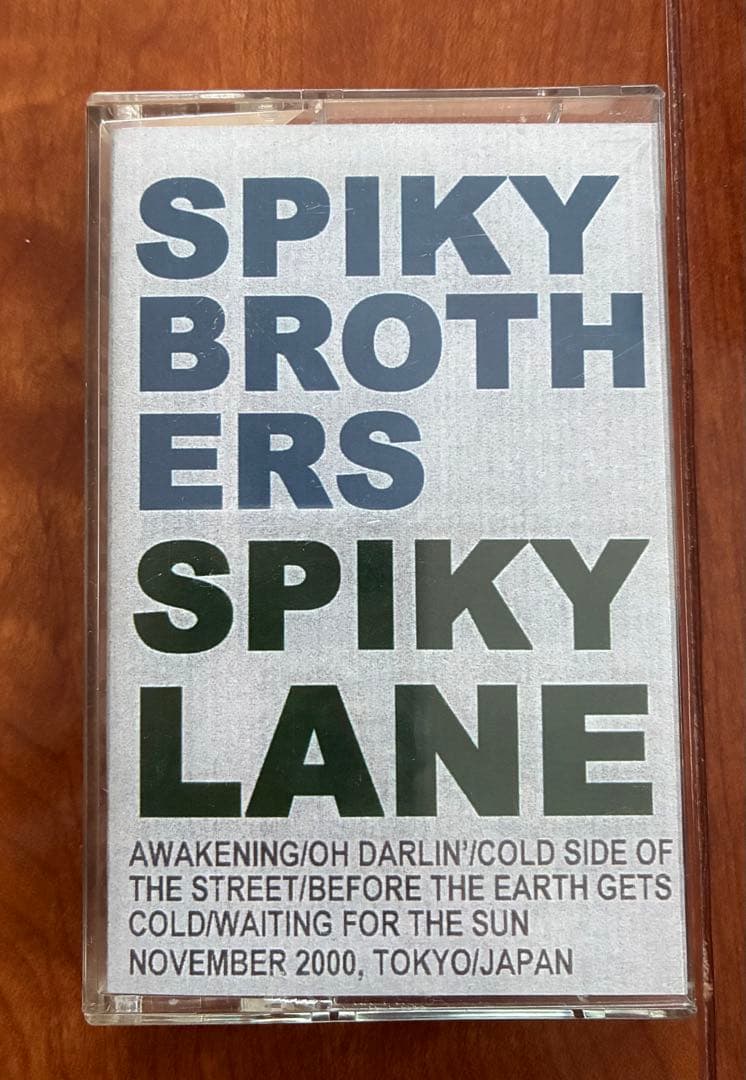 SPIKY
BROTH
ERS
SPIKY
LANE
AWAKENING/OH DARLIN'/COLD SIDE OF
THE STREET/BEFORE THE EARTH GETS
COLD/WAITING FOR THE SUN
NOVEMBER 2000, TOKYO/JAPAN